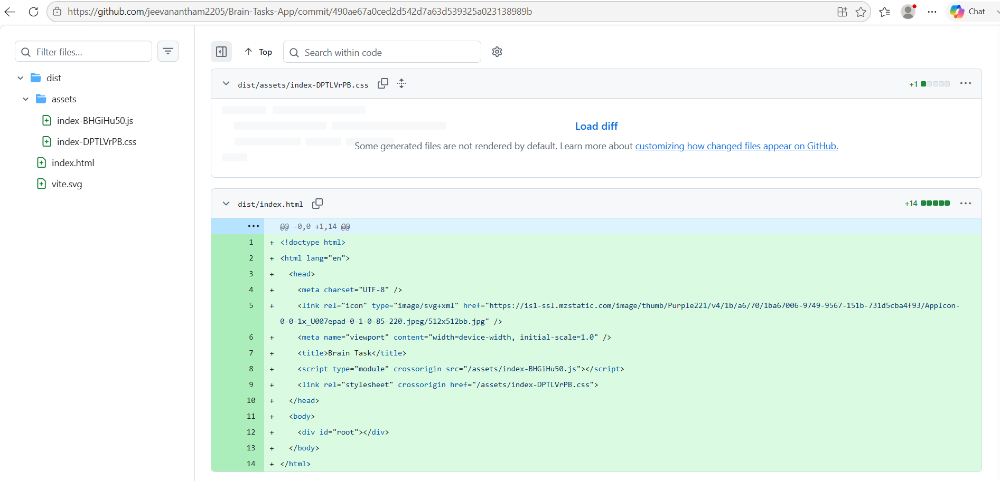 https://github.com/jeevanantham2205/Brain-Tasks-App/commit/490ae67a0ced2d542d7a63d539325a023138989b
Chat
Filter files...
dist
assets
index-BHGiHu50.js
index-DPTLVrPB.css
index.html
vite.svg
Top
Search within code
dist/assets/index-DPTLVrPB.css
+1
Load diff
Some generated files are not rendered by default. Learn more about customizing how changed files appear on GitHub.
dist/index.html
+14
@@ -0,0 +1,14 @@
1 + <!doctype html>
2 + <html lang="en">
3 + <head>
4 + <meta charset="UTF-8" />
5 + <link rel="icon" type="image/svg+xml" href="https://is1-ssl.mzstatic.com/image/thumb/Purple221/v4/1b/a6/70/1ba67006-9749-9567-151b-731d5cba4f93/AppIcon-
0-0-1x_U007epad-0-1-0-85-220.jpeg/512x512bb.jpg" />
6 + <meta name="viewport" content="width=device-width, initial-scale=1.0" />
7 + <title>Brain Task</title>
8 + <script type="module" crossorigin src="/assets/index-BHGiHu50.js"></script>
9 + <link rel="stylesheet" crossorigin href="/assets/index-DPTLVrPB.css">
10 + </head>
11 + <body>
12 + <div id="root"></div>
13 + </body>
14 + </html>